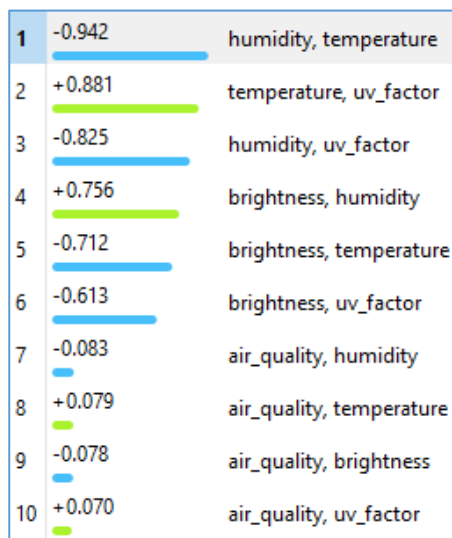 1 -0.942 humidity, temperature
2 +0.881 temperature, uv_factor
3 -0.825 humidity, uv_factor
4 +0.756 brightness, humidity
5 -0.712 brightness, temperature
6 -0.613 brightness, uv_factor
7 -0.083 air_quality, humidity
8 +0.079 air_quality, temperature
9 -0.078 air_quality, brightness
10 +0.070 air_quality, uv_factor